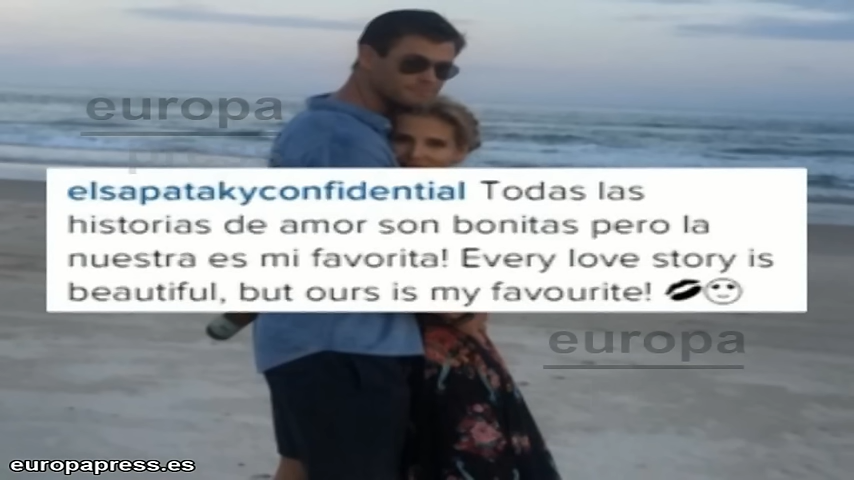 europa
press
elsapatakyconfidential Todas las
historias de amor son bonitas pero la
nuestra es mi favorita! Every love story is
beautiful, but ours is my favourite! 💋🙂
europa
europapress.es